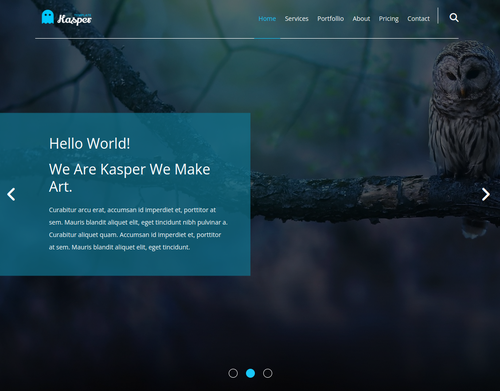 Kasper
Home Services Portfollio About Pricing Contact
Hello World!
We Are Kasper We Make
Art.
Curabitur arcu erat, accumsan id imperdiet et, porttitor at
sem. Mauris blandit aliquet elit, eget tincidunt nibh pulvinar a.
Curabitur aliquet quam. Accumsan id imperdiet et, porttitor
at sem. Mauris blandit aliquet elit, eget tincidunt.